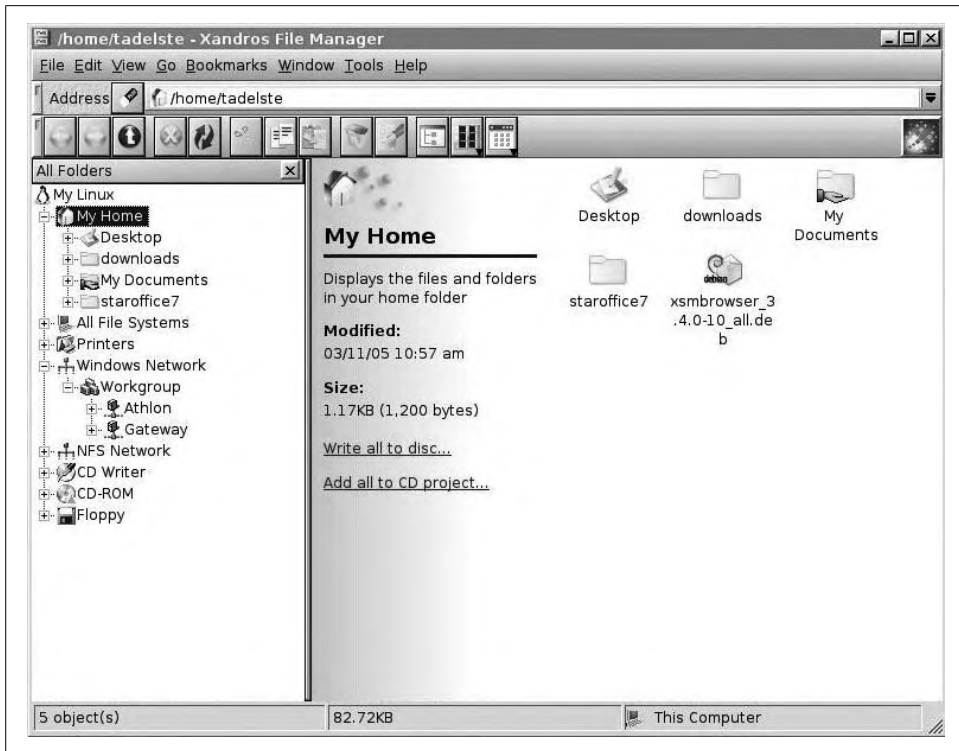 /home/tadelste - Xandros File Manager
File Edit View Go Bookmarks Window Tools Help
Address /home/tadelste
All Folders
My Linux
My Home
Desktop
downloads
My Documents
staroffice7
All File Systems
Printers
Windows Network
Workgroup
Athlon
Gateway
NFS Network
CD Writer
CD-ROM
Floppy
My Home
Displays the files and folders
in your home folder
Modified:
03/11/05 10:57 am
Size:
1.17KB (1,200 bytes)
Write all to disc...
Add all to CD project...
Desktop
downloads
My
Documents
staroffice7
debian
xsmbrowser_3
.4.0-10_all.de
b
5 object(s)
82.72KB
This Computer